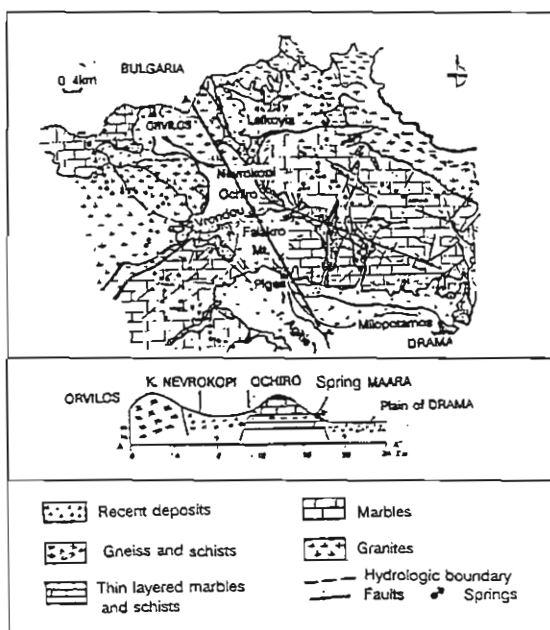 BULGARIA
0 4km
ORVILOS
Lefkoyia
Nevrokopi
Ochiro
Vrondou
Falakro
Mt.
Piges
Milopotamos
DRAMA
K. NEVROKOPI OCHIRO Spring MAARA
ORVILOS
Plain of DRAMA
Recent deposits
Marbles
Gneiss and schists
Granites
Thin layered marbles
and schists
Hydrologic boundary
Faults
Springs